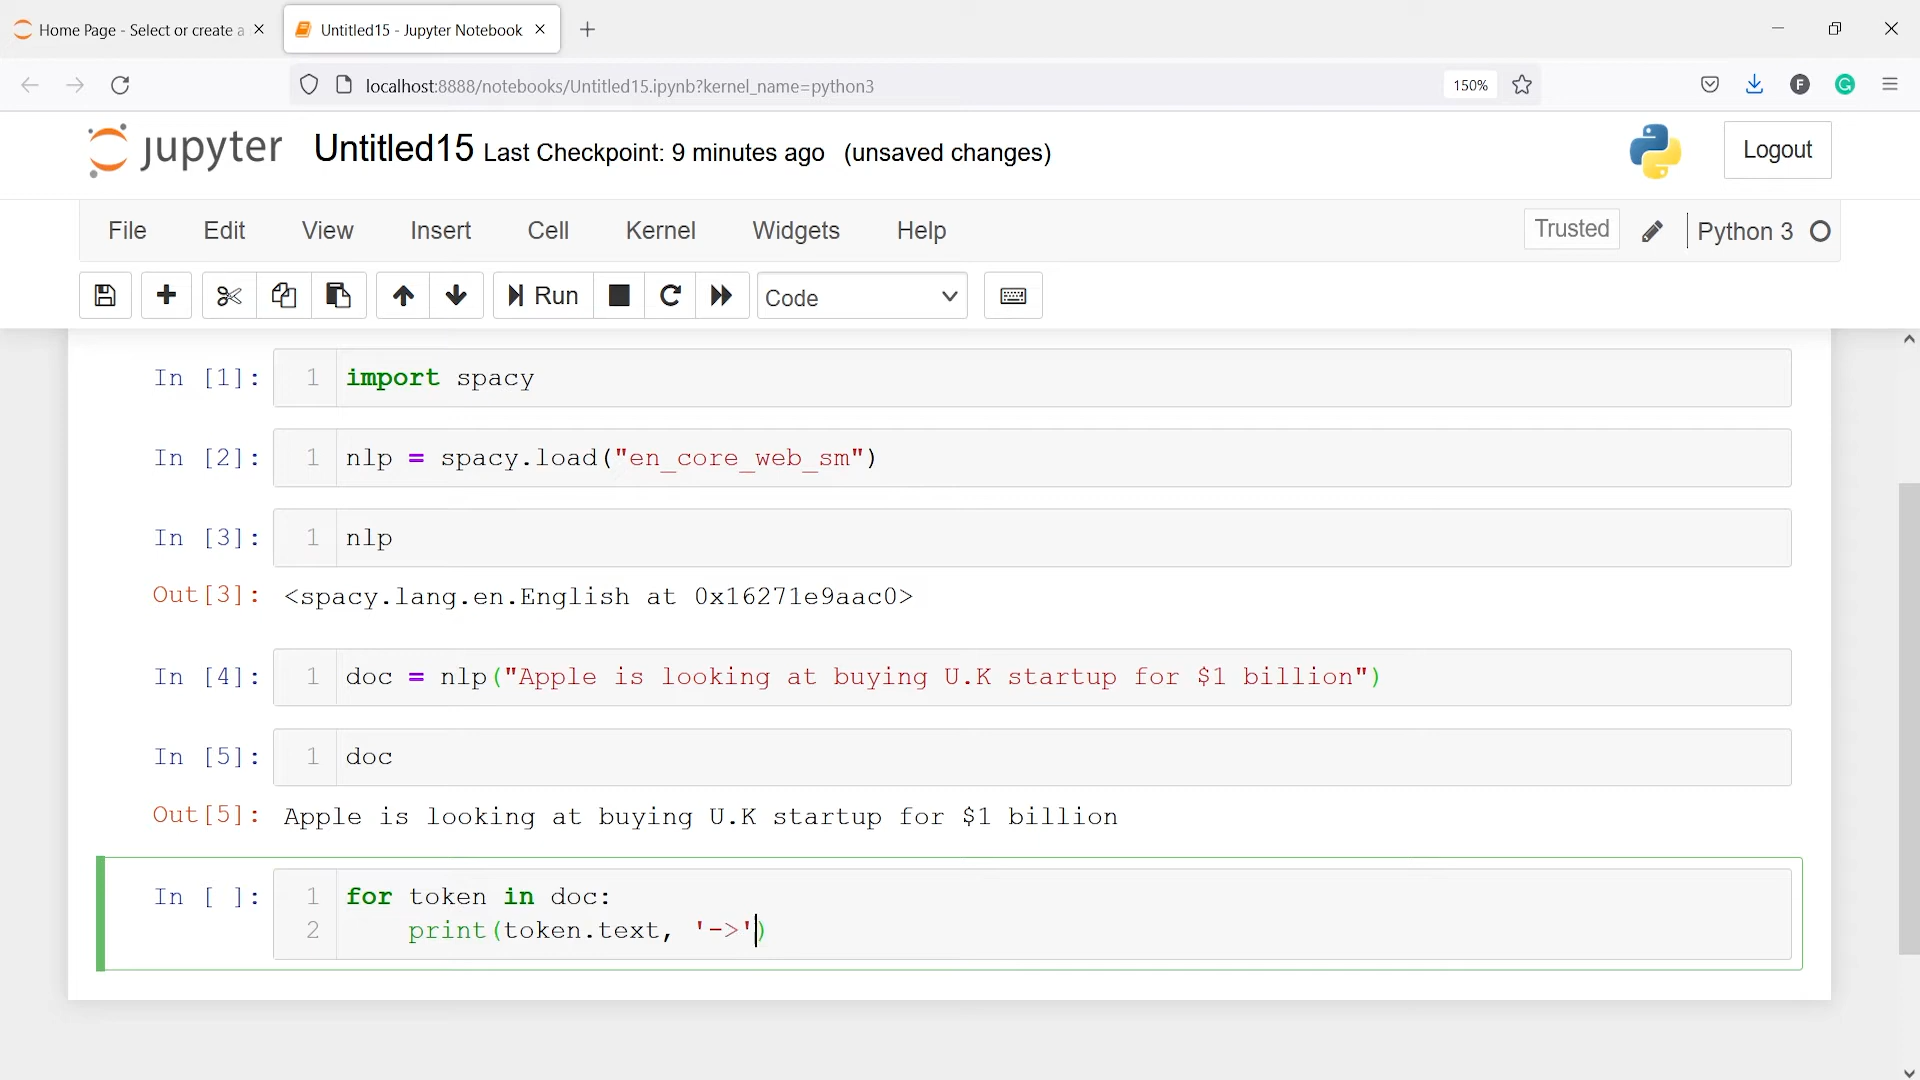 Home Page - Select or create a
Untitled15 - Jupyter Notebook
localhost:8888/notebooks/Untitled15.ipynb?kernel_name=python3
150%
F
G
jupyter Untitled15 Last Checkpoint: 9 minutes ago (unsaved changes)
Logout
File Edit View Insert Cell Kernel Widgets Help
Trusted
Python 3
Run
Code
In [1]: 1 import spacy
In [2]: 1 nlp = spacy.load("en_core_web_sm")
In [3]: 1 nlp
Out[3]: <spacy.lang.en.English at 0x16271e9aac0>
In [4]: 1 doc = nlp("Apple is looking at buying U.K startup for $1 billion")
In [5]: 1 doc
Out[5]: Apple is looking at buying U.K startup for $1 billion
In [ ]: 1 for token in doc:
2     print(token.text, '->')